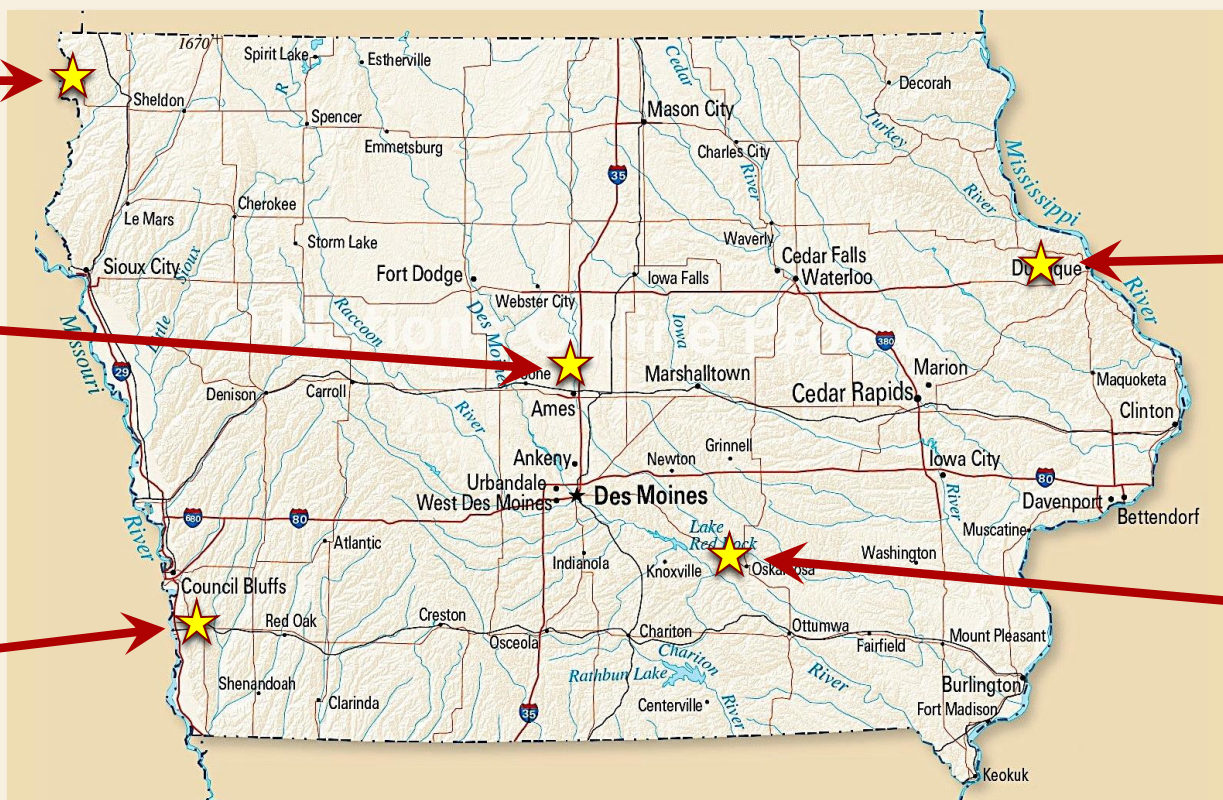 1670
Spirit Lake
Estherville
Cedar
Decorah
R
Sheldon
Spencer
Mason City
Turkey
Emmetsburg
Charles City
35
River
Mississippi
River
Le Mars
Cherokee
Storm Lake
Waverly
Cedar Falls
Sioux City
Sioux
Fort Dodge
Iowa Falls
Waterloo
Webster City
River
Missouri
Raccoon
Des Moines
Iowa
380
29
Marion
Marshalltown
Maquoketa
Denison
Carroll
Cedar Rapids
Ames
Clinton
River
Grinnell
Ankeny
Newton
Iowa City
Urbandale
80
West Des Moines
Des Moines
River
Davenport
Bettendorf
680
80
River
Lake
Red Rock
Muscatine
Atlantic
Washington
Indianola
Knoxville
Oskaloosa
Council Bluffs
Red Oak
Creston
Ottumwa
Osceola
Chariton
Fairfield
Mount Pleasant
Chariton
Rathbun Lake
River
Shenandoah
Burlington
Clarinda
Centerville
River
35
Fort Madison
Keokuk